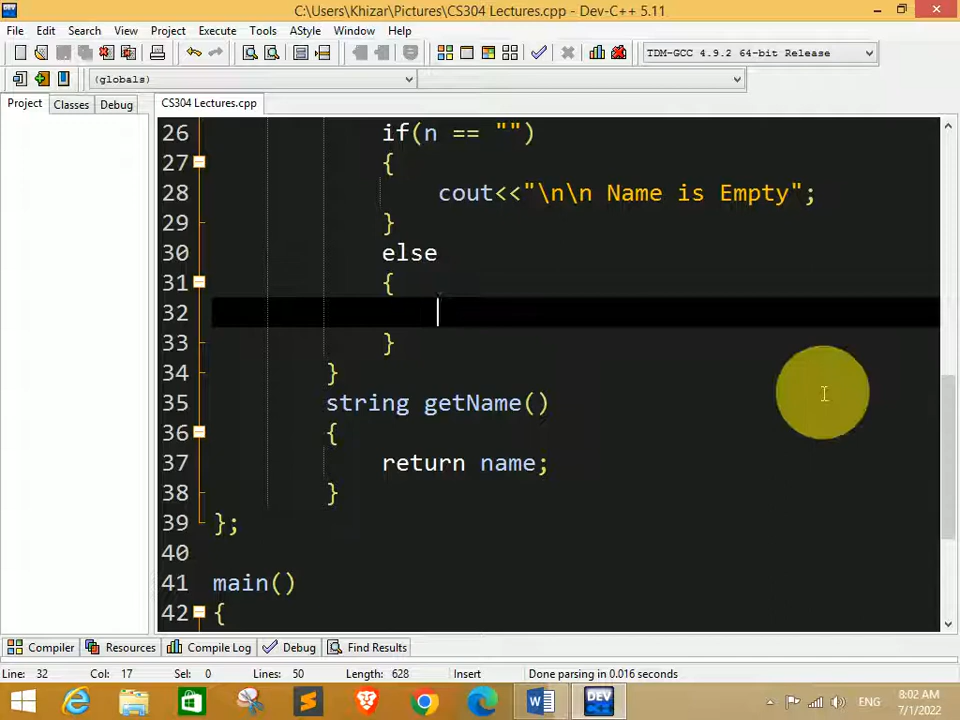 C:\Users\Khizar\Pictures\CS304 Lectures.cpp - Dev-C++ 5.11
File Edit Search View Project Execute Tools AStyle Window Help
TDM-GCC 4.9.2 64-bit Release
(globals)
Project Classes Debug CS304 Lectures.cpp
26 if(n == "")
27 {
28 cout<<"\n\n Name is Empty";
29 }
30 else
31 {
32
33 }
34 }
35 string getName()
36 {
37 return name;
38 }
39 };
40
41 main()
42 {
Compiler Resources Compile Log Debug Find Results
Line: 32 Col: 17 Sel: 0 Lines: 50 Length: 628 Insert Done parsing in 0.016 seconds
DEV ENG 8:02 AM
7/1/2022